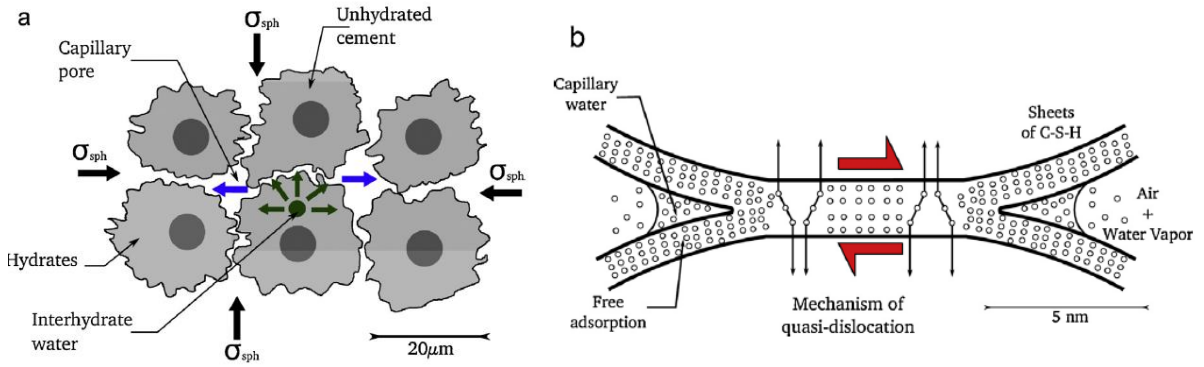 a
σsph
Unhydrated
cement
Capillary
pore
σsph
σsph.
Hydrates
Interhydrate
water
σsph
20μm
b
Capillary
water
Sheets
of C-S-H
Air
+
Water Vapor
Free
adsorption
Mechanism of
quasi-dislocation
5 nm